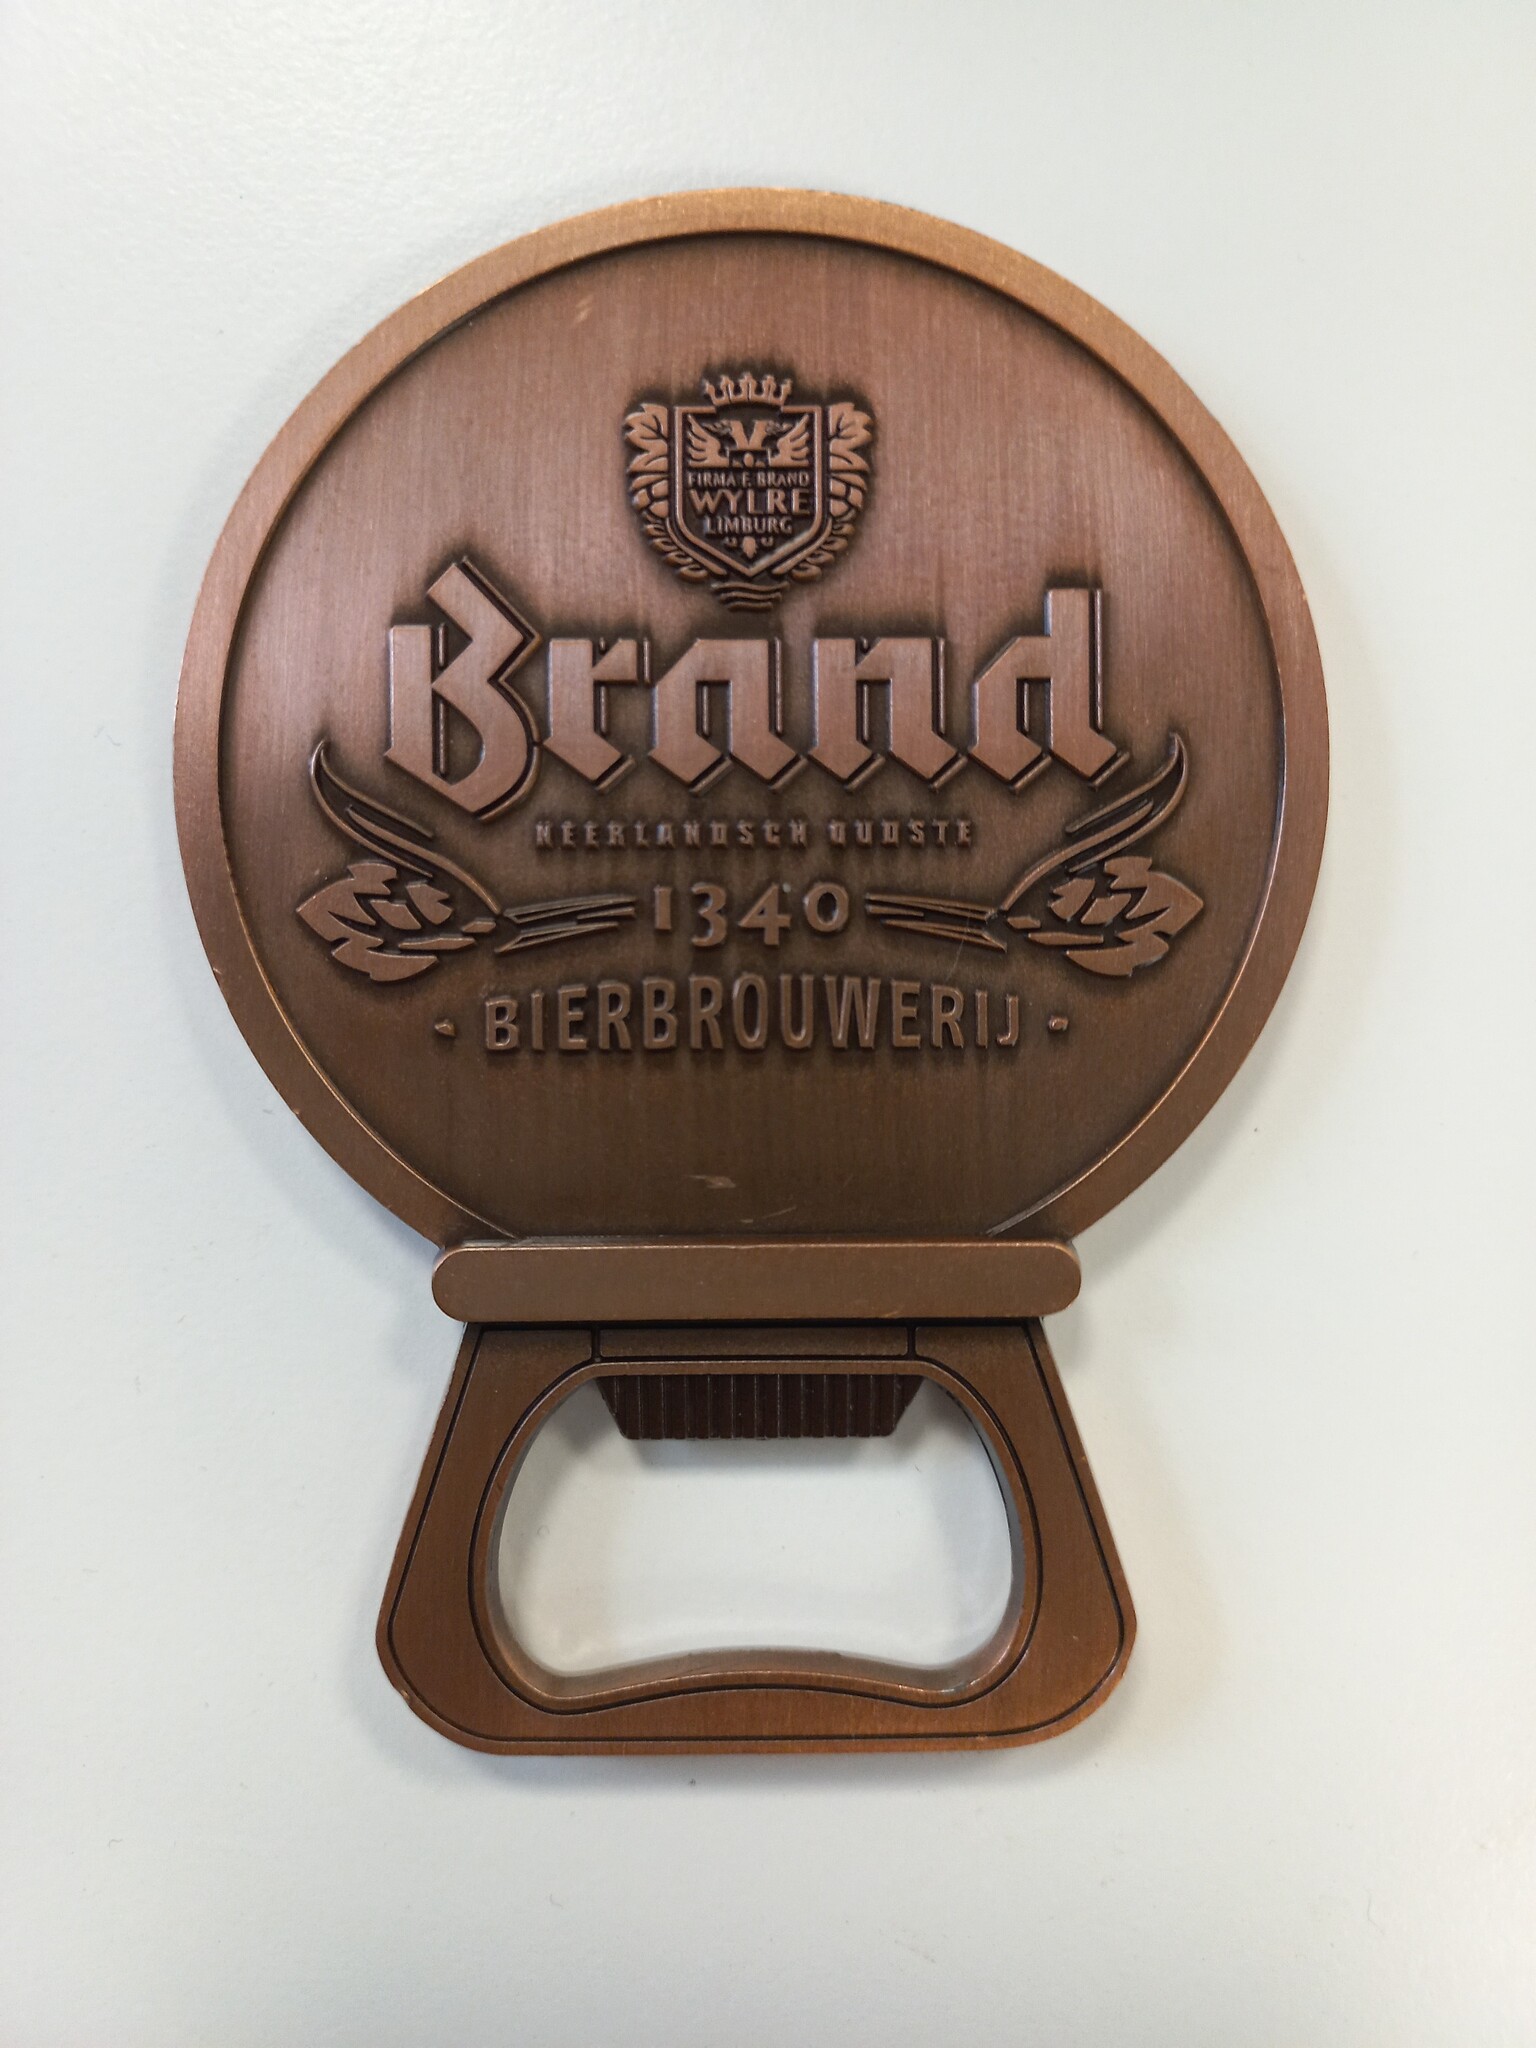 FIRMA F. BRAND
WYLRE
LIMBURG
Brand
NEERLANDSCH OUDSTE
1340
· BIERBROUWERIJ ·